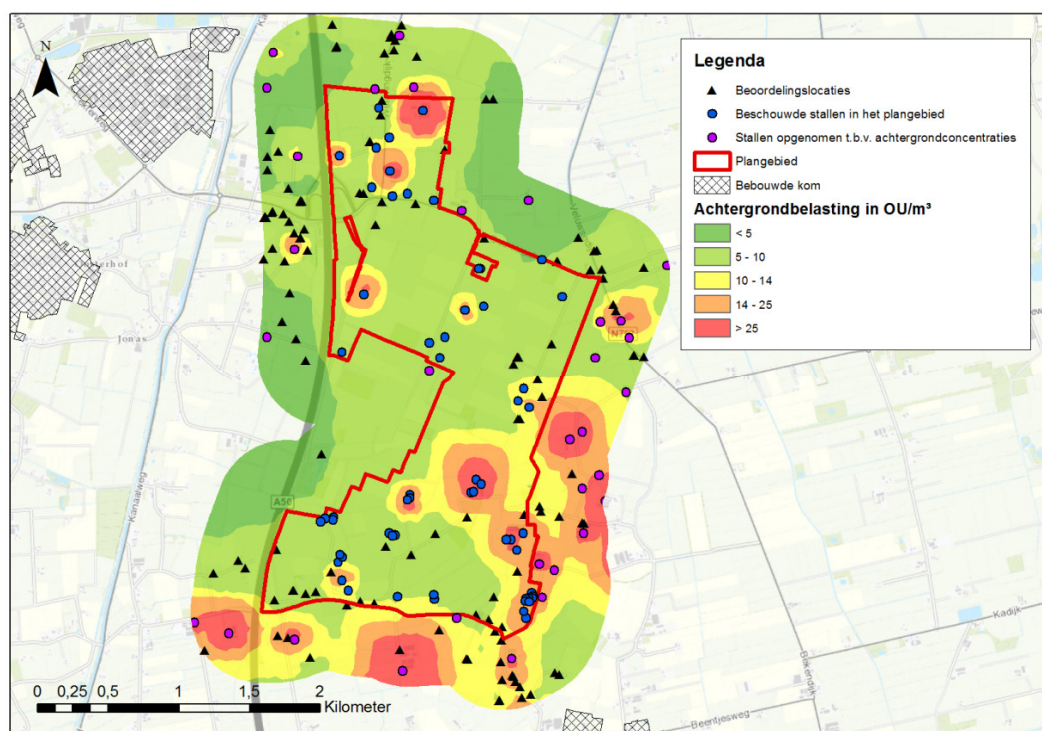 N
Legenda
Beoordelingslocaties
Beschouwde stallen in het plangebied
Stallen opgenomen t.b.v. achtergrondconcentraties
Plangebied
Bebouwde kom
Achtergrondbelasting in OU/m³
< 5
5 - 10
10 - 14
14 - 25
> 25
Jonas
Kanaalweg
A50
Kadijk
Bekendijk
Beentjesweg
0 0,25 0,5 1 1,5 2
Kilometer